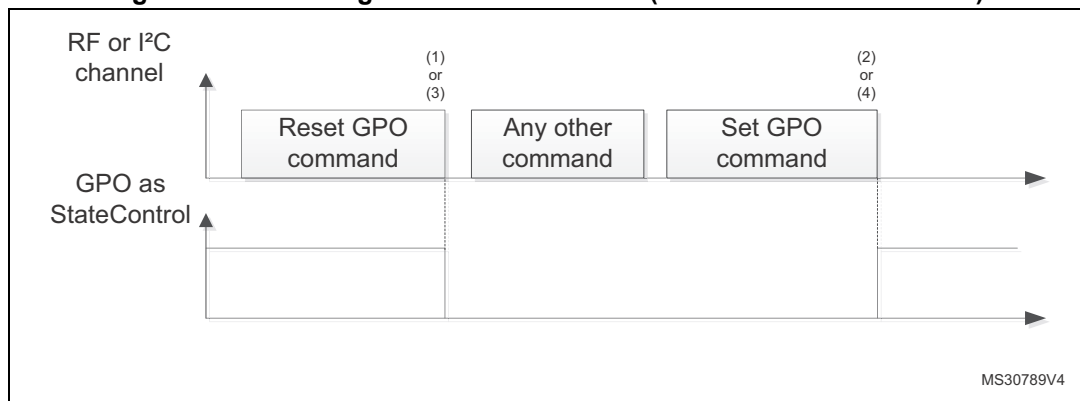 RF or I²C
channel
(1)
or
(3)
(2)
or
(4)
Reset GPO
command
Any other
command
Set GPO
command
GPO as
StateControl
MS30789V4